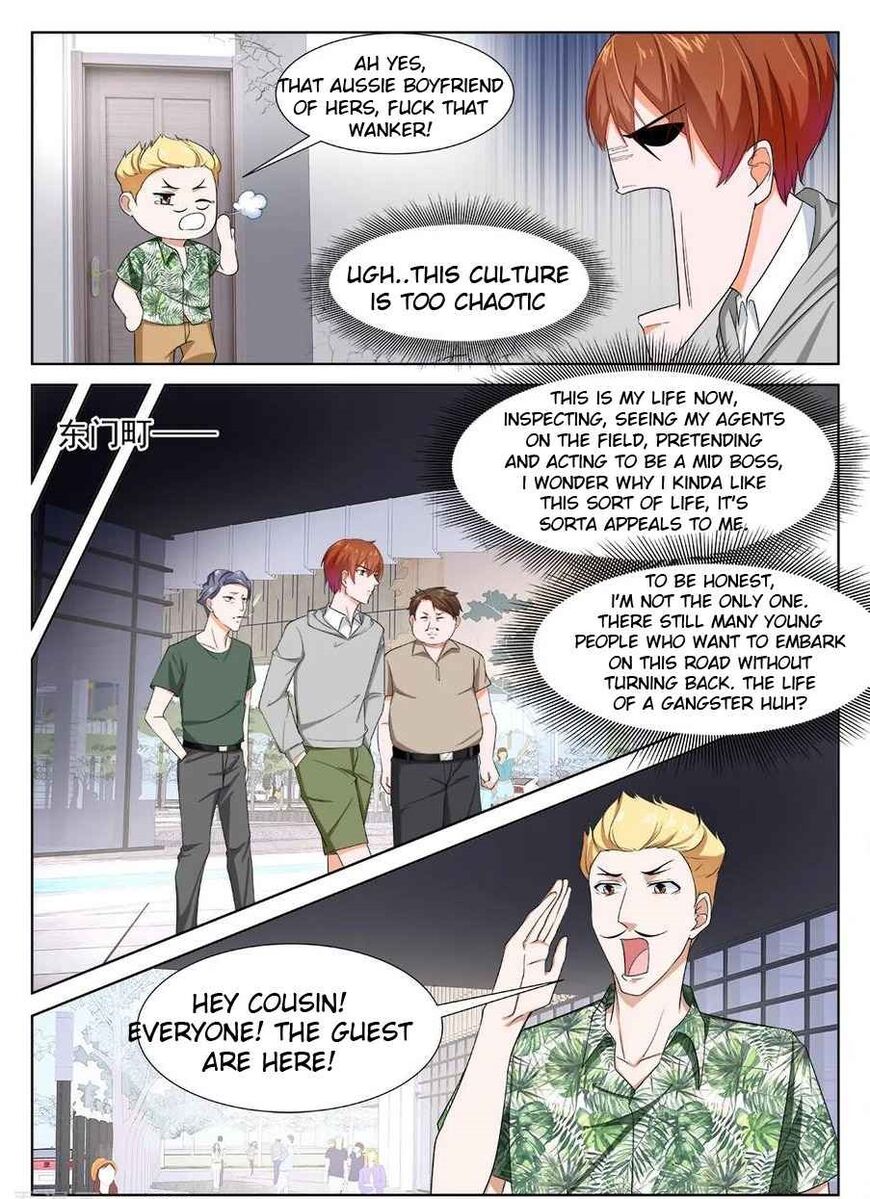 AH YES,
THAT AUSSIE BOYFRIEND
OF HERS, FUCK THAT
WANKER!
UGH..THIS CULTURE
IS TOO CHAOTIC
东门町——
THIS IS MY LIFE NOW,
INSPECTING, SEEING MY AGENTS
ON THE FIELD, PRETENDING
AND ACTING TO BE A MID BOSS,
I WONDER WHY I KINDA LIKE
THIS SORT OF LIFE, IT'S
SORTA APPEALS TO ME.
TO BE HONEST,
I'M NOT THE ONLY ONE.
THERE STILL MANY YOUNG
PEOPLE WHO WANT TO EMBARK
ON THIS ROAD WITHOUT
TURNING BACK. THE LIFE
OF A GANGSTER HUH?
HEY COUSIN!
EVERYONE! THE GUEST
ARE HERE!